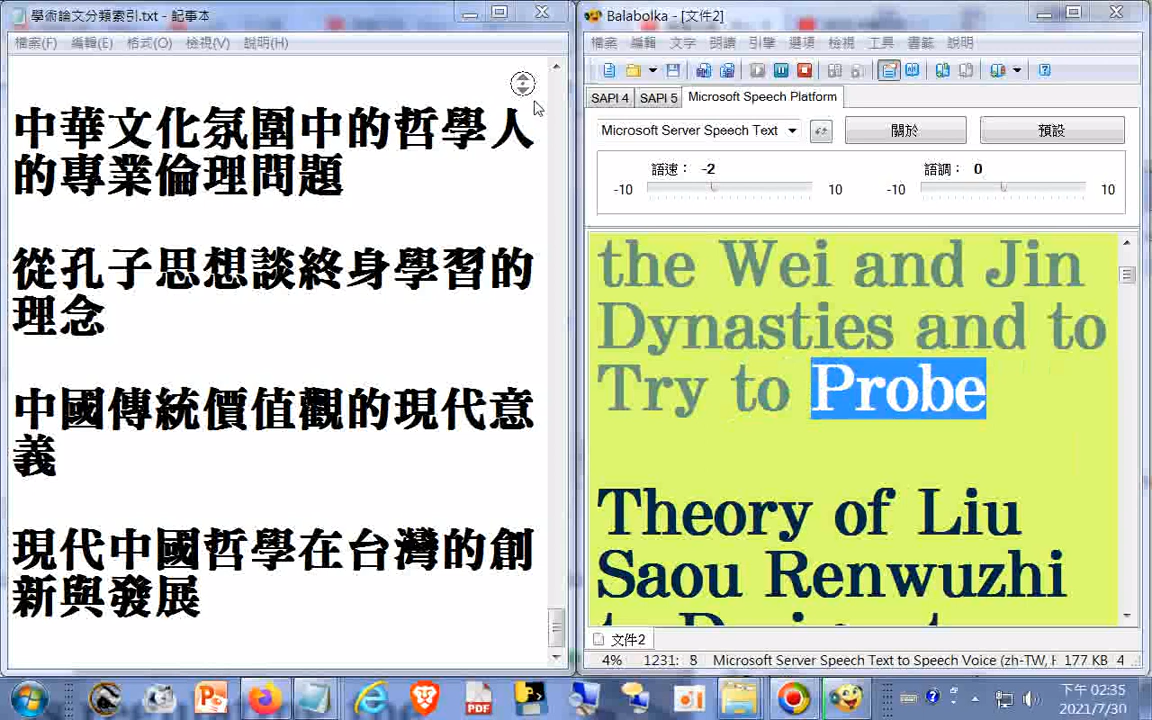 學術論文分類索引.txt - 記事本
檔案(F) 編輯(E) 格式(O) 檢視(V) 說明(H)
中華文化氛圍中的哲學人
的專業倫理問題
從孔子思想談終身學習的
理念
中國傳統價值觀的現代意
義
現代中國哲學在台灣的創
新與發展
Balabolka - [文件2]
檔案 編輯 文字 朗讀 引擎 選項 檢視 工具 書籤 說明
SAPI 4 SAPI 5 Microsoft Speech Platform
Microsoft Server Speech Text 關於 預設
語速： -2 語調： 0
-10 10 -10 10
the Wei and Jin
Dynasties and to
Try to Probe
Theory of Liu
Saou Renwuzhi
文件2
4% 1231: 8 Microsoft Server Speech Text to Speech Voice (zh-TW, 177 KB 4
PDF
下午 02:35
2021/7/30